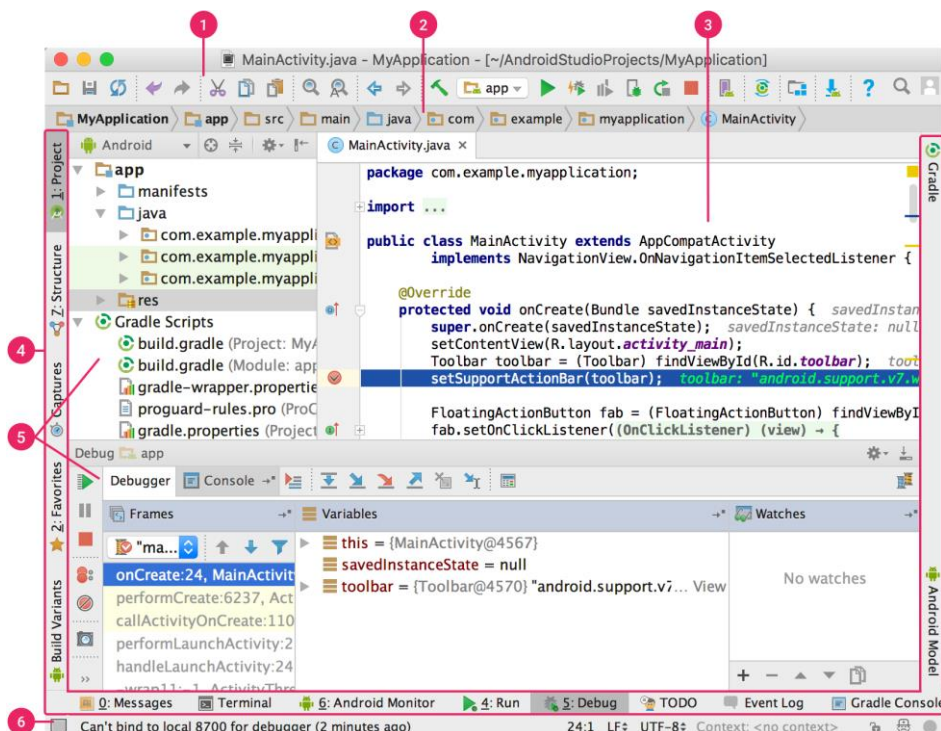 1
2
3
MainActivity.java - MyApplication - [~/AndroidStudioProjects/MyApplication]
app
?
MyApplication app src main java com example myapplication MainActivity
1: Project
Z: Structure
Captures
2: Favorites
Build Variants
4
5
6
Android
app
manifests
java
com.example.myappli
com.example.myappli
com.example.myappli
res
Gradle Scripts
build.gradle (Project: MyA
build.gradle (Module: app
gradle-wrapper.propertie
proguard-rules.pro (ProC
gradle.properties (Project
MainActivity.java ×
package com.example.myapplication;
import ...
public class MainActivity extends AppCompatActivity
implements NavigationView.OnNavigationItemSelectedListener {
@Override
protected void onCreate(Bundle savedInstanceState) { savedInstan
super.onCreate(savedInstanceState); savedInstanceState: null
setContentView(R.layout.activity_main);
Toolbar toolbar = (Toolbar) findViewById(R.id.toolbar); tool
setSupportActionBar(toolbar); toolbar: "android.support.v7.w
FloatingActionButton fab = (FloatingActionButton) findViewByI
fab.setOnClickListener((OnClickListener) (view) → {
Gradle
Android Model
Debug app
Debugger Console
Frames
"ma...
onCreate:24, MainActivit
performCreate:6237, Act
callActivityOnCreate:110
performLaunchActivity:2
handleLaunchActivity:24
-wrap11:-1, ActivityThre
Variables
this = {MainActivity@4567}
savedInstanceState = null
toolbar = {Toolbar@4570} "android.support.v7... View
Watches
No watches
0: Messages Terminal 6: Android Monitor 4: Run 5: Debug TODO Event Log Gradle Console
Can't bind to local 8700 for debugger (2 minutes ago) 24:1 LF UTF-8 Context: <no context>